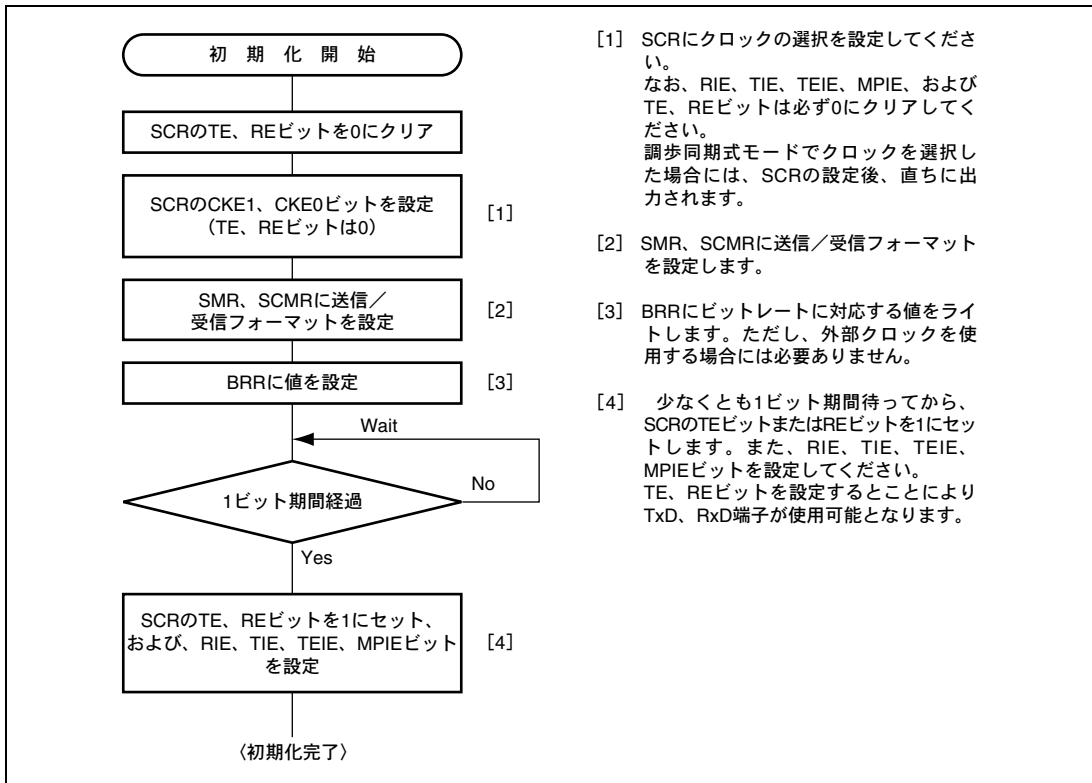 初 期 化 開 始
SCRのTE、REビットを0にクリア
SCRのCKE1、CKE0ビットを設定
（TE、REビットは0）
[1]
SMR、SCMRに送信／
受信フォーマットを設定
[2]
BRRに値を設定
[3]
Wait
1ビット期間経過
No
Yes
SCRのTE、REビットを1にセット、
および、RIE、TIE、TEIE、MPIEビット
を設定
[4]
〈初期化完了〉
[1] SCRにクロックの選択を設定してくださ
い。
なお、RIE、TIE、TEIE、MPIE、および
TE、REビットは必ず0にクリアしてく
ださい。
調歩同期式モードでクロックを選択し
た場合には、SCRの設定後、直ちに出
力されます。
[2] SMR、SCMRに送信／受信フォーマット
を設定します。
[3] BRRにビットレートに対応する値をライ
トします。ただし、外部クロックを使
用する場合には必要ありません。
[4] 少なくとも1ビット期間待ってから、
SCRのTEビットまたはREビットを1にセッ
トします。また、RIE、TIE、TEIE、
MPIEビットを設定してください。
TE、REビットを設定するとことにより
TxD、RxD端子が使用可能となります。